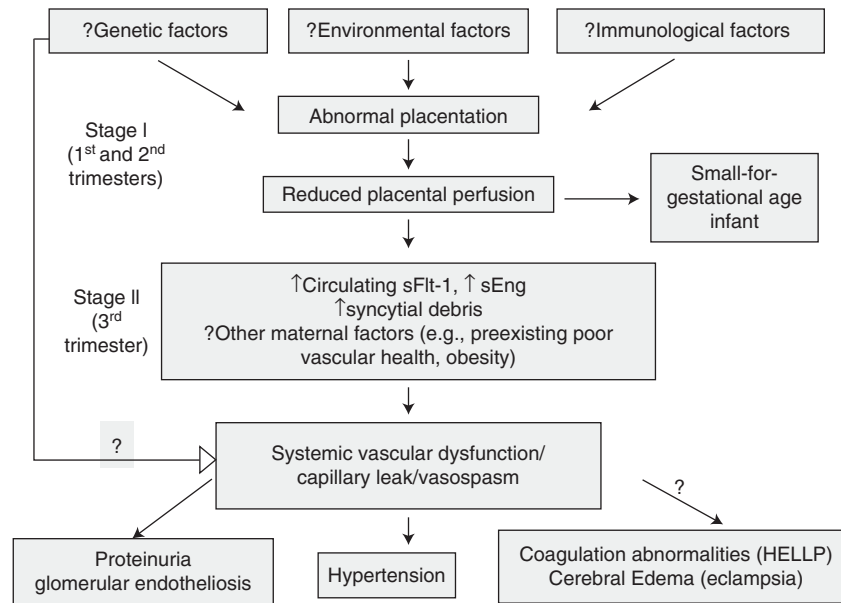 ?Genetic factors
?Environmental factors
?Immunological factors
Abnormal placentation
Stage I
(1st and 2nd
trimesters)
Reduced placental perfusion
Small-for-
gestational age
infant
Stage II
(3rd
trimester)
↑Circulating sFlt-1, ↑ sEng
↑syncytial debris
?Other maternal factors (e.g., preexisting poor
vascular health, obesity)
?
Systemic vascular dysfunction/
capillary leak/vasospasm
?
Proteinuria
glomerular endotheliosis
Hypertension
Coagulation abnormalities (HELLP)
Cerebral Edema (eclampsia)